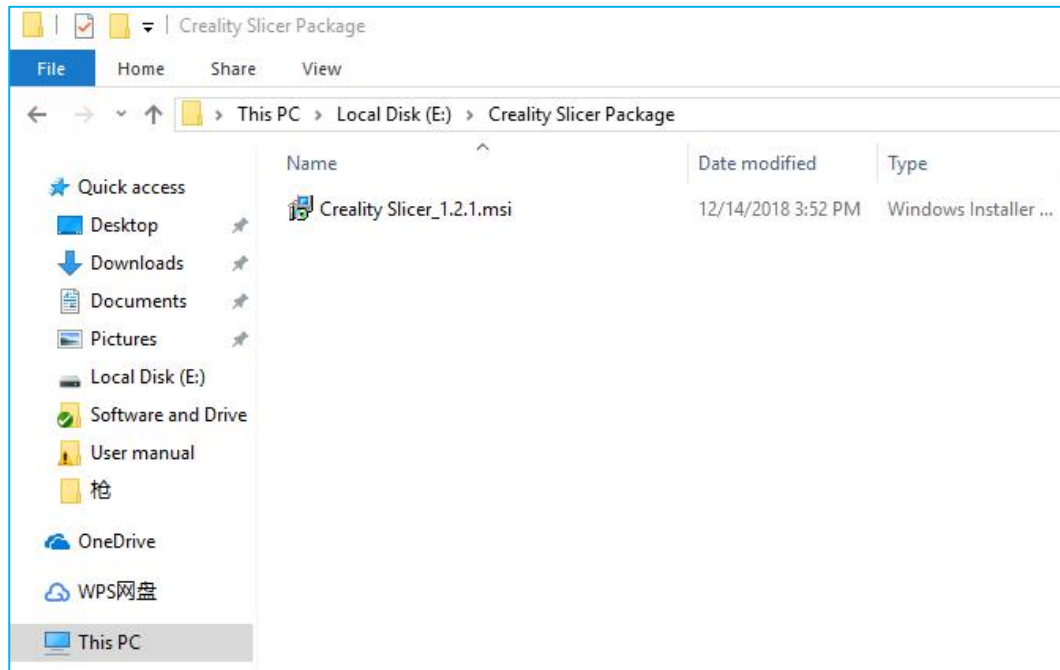 Creality Slicer Package
File Home Share View
This PC > Local Disk (E:) > Creality Slicer Package
Name Date modified Type
Creality Slicer_1.2.1.msi 12/14/2018 3:52 PM Windows Installer ...
Quick access
Desktop
Downloads
Documents
Pictures
Local Disk (E:)
Software and Drive
User manual
枪
OneDrive
WPS网盘
This PC